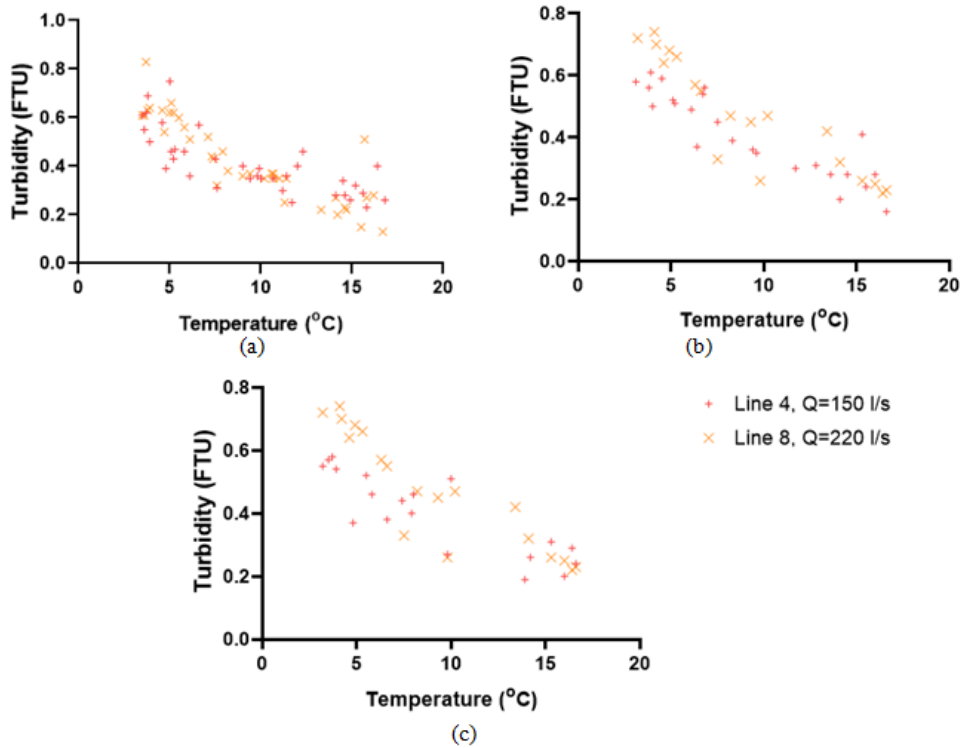 1.0
0.8
0.6
0.4
0.2
0.0
Turbidity (FTU)
0 5 10 15 20
Temperature (°C)
(a)
0.8
0.6
0.4
0.2
0.0
Turbidity (FTU)
0 5 10 15 20
Temperature (°C)
(b)
0.8
0.6
0.4
0.2
0.0
Turbidity (FTU)
0 5 10 15 20
Temperature (°C)
(c)
Line 4, Q=150 l/s
Line 8, Q=220 l/s